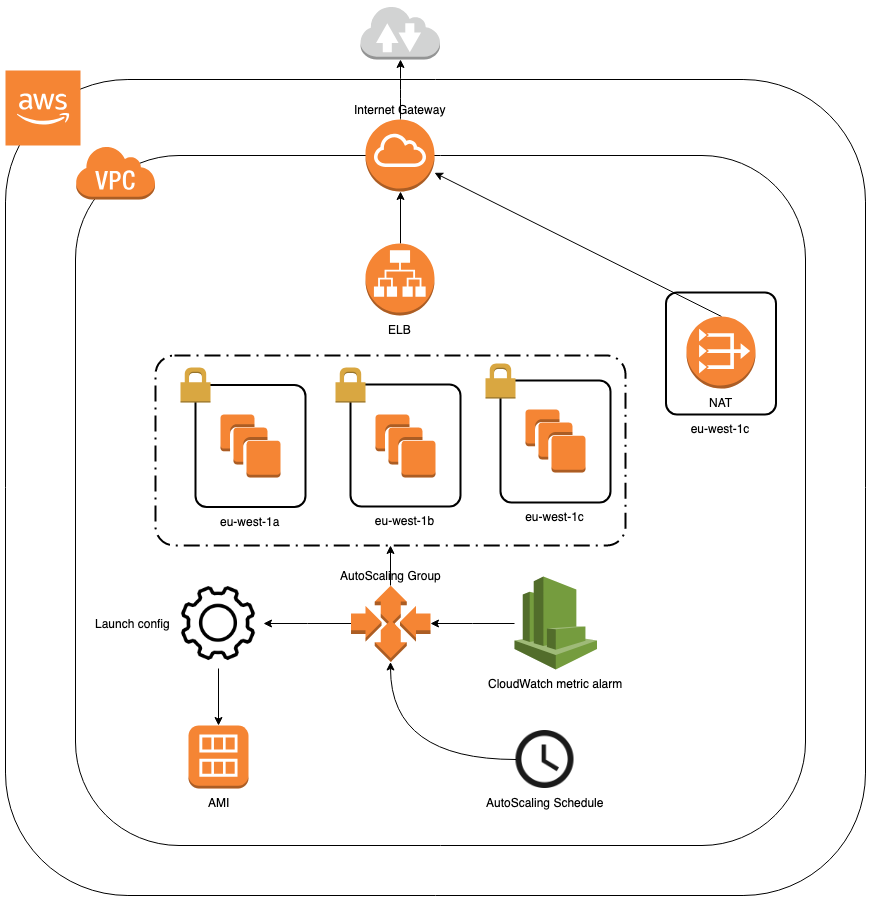 Internet Gateway
aws
VPC
ELB
NAT
eu-west-1c
eu-west-1a
eu-west-1b
eu-west-1c
AutoScaling Group
Launch config
CloudWatch metric alarm
AMI
AutoScaling Schedule